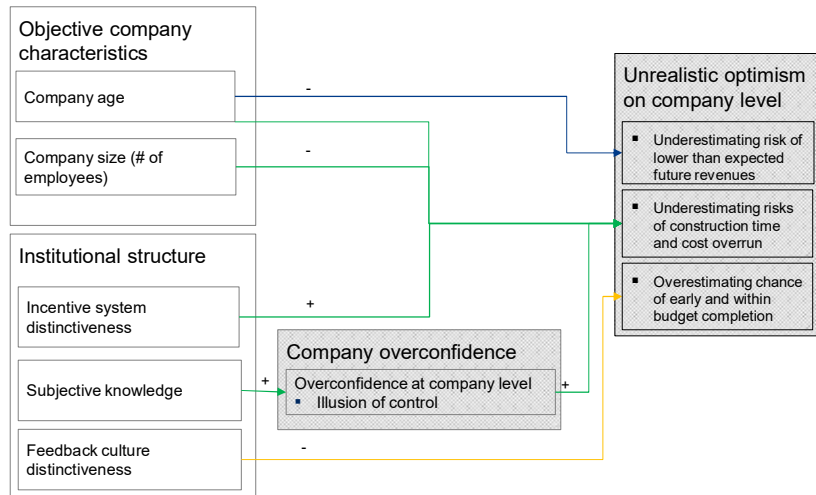 Objective company
characteristics
Company age
-
Company size (# of
employees)
-
Institutional structure
Incentive system
distinctiveness
+
Subjective knowledge
+
Feedback culture
distinctiveness
-
Company overconfidence
Overconfidence at company level
▪ Illusion of control
+
Unrealistic optimism
on company level
▪ Underestimating risk of
lower than expected
future revenues
▪ Underestimating risks
of construction time
and cost overrun
▪ Overestimating chance
of early and within
budget completion